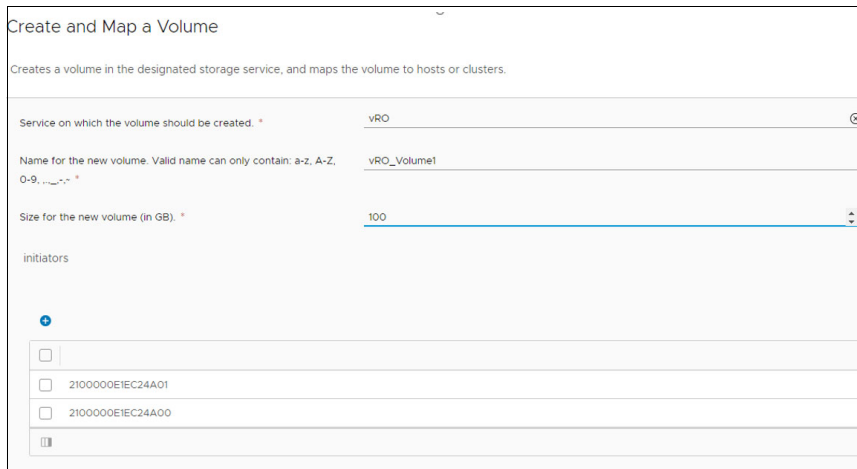 Create and Map a Volume
Creates a volume in the designated storage service, and maps the volume to hosts or clusters.
Service on which the volume should be created. *
vRO
Name for the new volume. Valid name can only contain: a-z, A-Z,
0-9, ,.,_,-,- *
vRO_Volume1
Size for the new volume (in GB). *
100
initiators
2100000E1EC24A01
2100000E1EC24A00